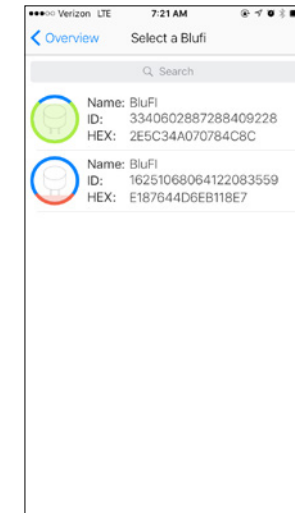 Verizon LTE 7:21 AM
Overview Select a Blufi
Search
Name: BluFI
ID: 3340602887288409228
HEX: 2E5C34A070784C8C
Name: BluFI
ID: 16251068064122083559
HEX: E187644D6EB118E7